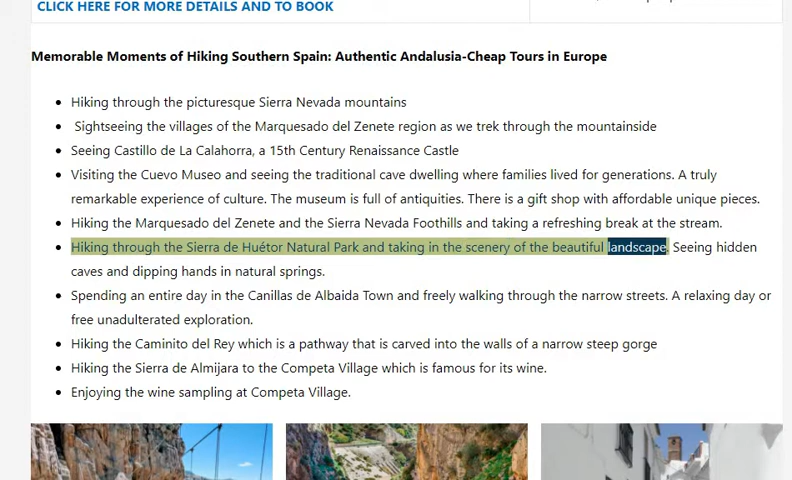 CLICK HERE FOR MORE DETAILS AND TO BOOK
Memorable Moments of Hiking Southern Spain: Authentic Andalusia-Cheap Tours in Europe
Hiking through the picturesque Sierra Nevada mountains
Sightseeing the villages of the Marquesado del Zenete region as we trek through the mountainside
Seeing Castillo de La Calahorra, a 15th Century Renaissance Castle
Visiting the Cuevo Museo and seeing the traditional cave dwelling where families lived for generations. A truly
remarkable experience of culture. The museum is full of antiquities. There is a gift shop with affordable unique pieces.
Hiking the Marquesado del Zenete and the Sierra Nevada Foothills and taking a refreshing break at the stream.
Hiking through the Sierra de Huétor Natural Park and taking in the scenery of the beautiful landscape. Seeing hidden
caves and dipping hands in natural springs.
Spending an entire day in the Canillas de Albaida Town and freely walking through the narrow streets. A relaxing day or
free unadulterated exploration.
Hiking the Caminito del Rey which is a pathway that is carved into the walls of a narrow steep gorge
Hiking the Sierra de Almijara to the Competa Village which is famous for its wine.
Enjoying the wine sampling at Competa Village.